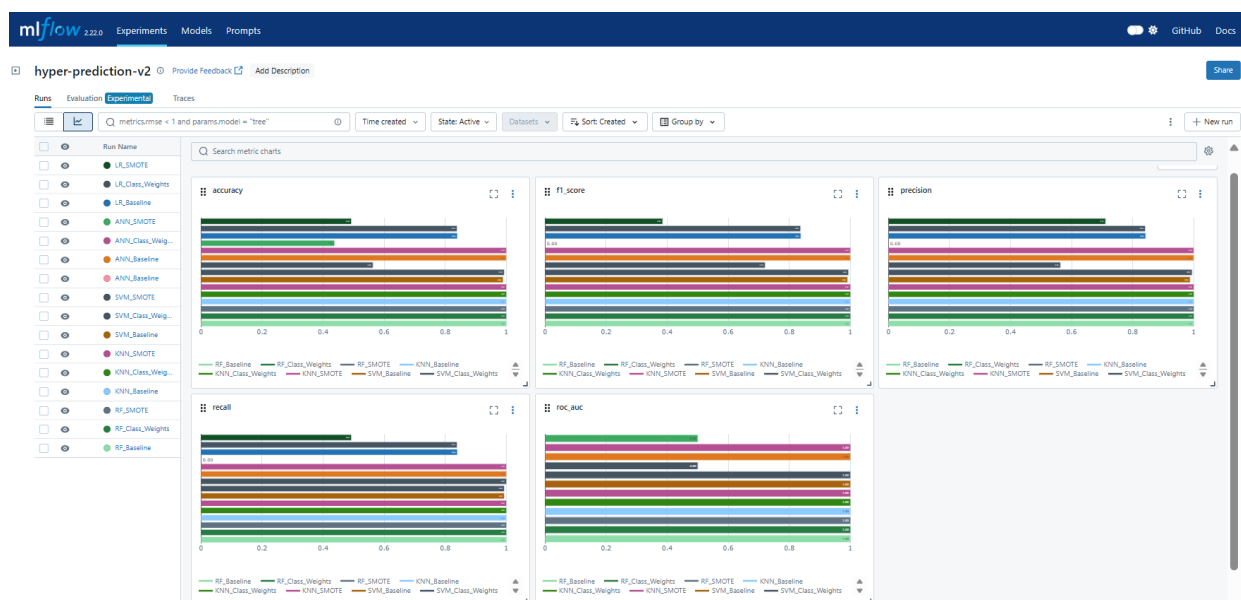 mlflow 2.22.0 Experiments Models Prompts GitHub Docs
hyper-prediction-v2 Provide Feedback Add Description Share
Runs Evaluation Experimental Traces
metrics.rmse < 1 and params.model = "tree" Time created State: Active Datasets Sort: Created Group by New run
Run Name
LR_SMOTE
LR_Class_Weights
LR_Baseline
ANN_SMOTE
ANN_Class_Weig...
ANN_Baseline
ANN_Baseline
SVM_SMOTE
SVM_Class_Weig...
SVM_Baseline
KNN_SMOTE
KNN_Class_Weig...
KNN_Baseline
RF_SMOTE
RF_Class_Weights
RF_Baseline
Search metric charts
accuracy
0 0.2 0.4 0.6 0.8 1
RF_Baseline RF_Class_Weights RF_SMOTE KNN_Baseline
KNN_Class_Weights KNN_SMOTE SVM_Baseline SVM_Class_Weights
f1_score
0.00
0 0.2 0.4 0.6 0.8 1
RF_Baseline RF_Class_Weights RF_SMOTE KNN_Baseline
KNN_Class_Weights KNN_SMOTE SVM_Baseline SVM_Class_Weights
precision
0.00
0 0.2 0.4 0.6 0.8 1
RF_Baseline RF_Class_Weights RF_SMOTE KNN_Baseline
KNN_Class_Weights KNN_SMOTE SVM_Baseline SVM_Class_Weights
recall
0.00
0 0.2 0.4 0.6 0.8 1
RF_Baseline RF_Class_Weights RF_SMOTE KNN_Baseline
KNN_Class_Weights KNN_SMOTE SVM_Baseline SVM_Class_Weights
roc_auc
0 0.2 0.4 0.6 0.8 1
RF_Baseline RF_Class_Weights RF_SMOTE KNN_Baseline
KNN_Class_Weights KNN_SMOTE SVM_Baseline SVM_Class_Weights